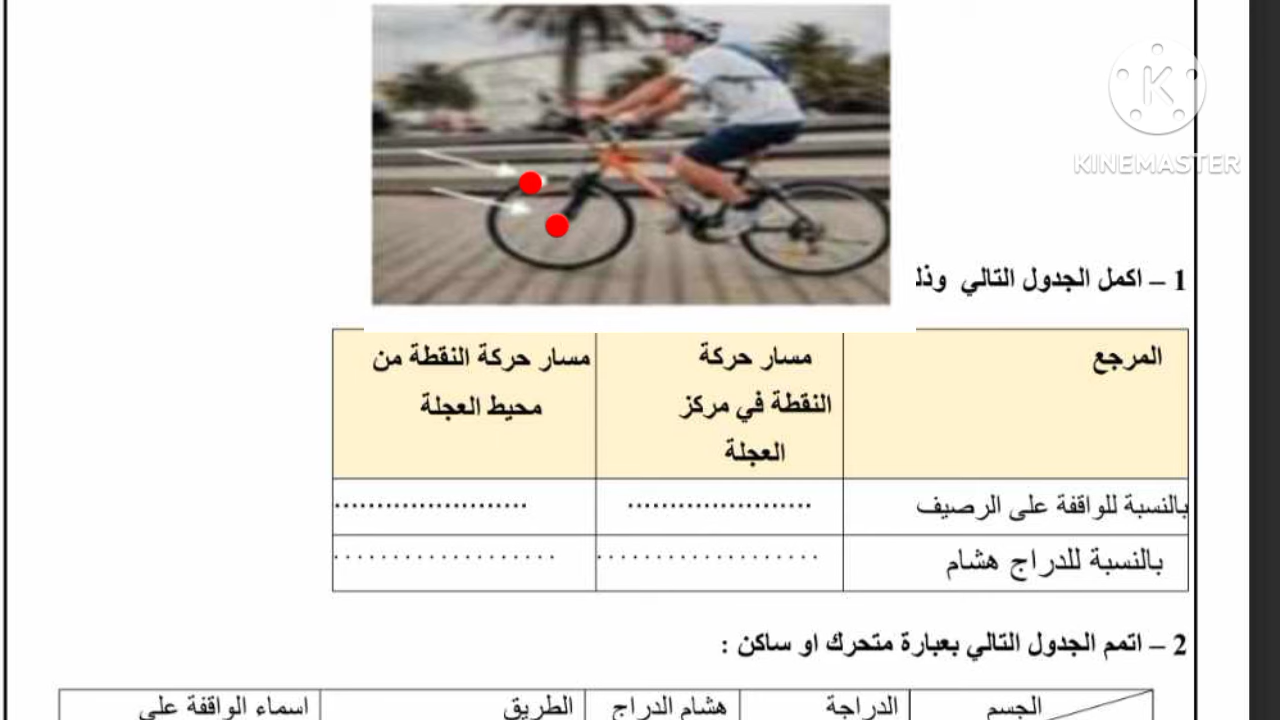 K
KINEMASTER
1 – اكمل الجدول التالي وذلك
المرجع
مسار حركة
النقطة في مركز
العجلة
مسار حركة النقطة من
محيط العجلة
بالنسبة للواقفة على الرصيف
......................
.......................
بالنسبة للدراج هشام
...................
...................
2 – اتمم الجدول التالي بعبارة متحرك او ساكن :
الجسم
الدراجة
هشام الدراج
الطريق
اسماء الواقفة على